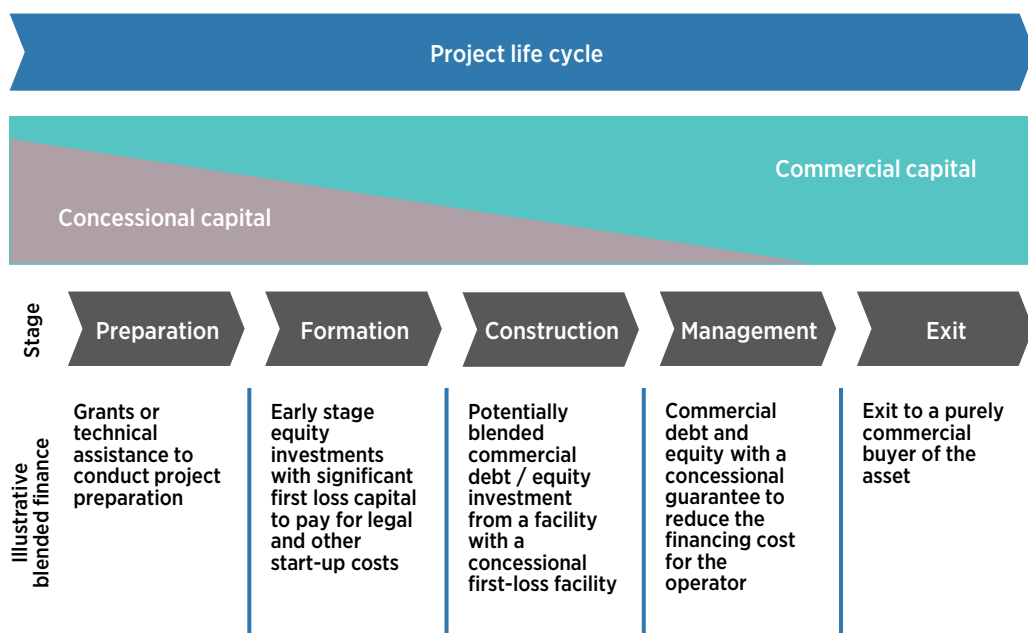 Project life cycle
Commercial capital
Concessional capital
Stage
Preparation
Formation
Construction
Management
Exit
Illustrative
blended finance
Grants or
technical
assistance to
conduct project
preparation
Early stage
equity
investments
with significant
first loss capital
to pay for legal
and other
start-up costs
Potentially
blended
commercial
debt / equity
investment
from a facility
with a
concessional
first-loss facility
Commercial
debt and
equity with a
concessional
guarantee to
reduce the
financing cost
for the
operator
Exit to a purely
commercial
buyer of the
asset